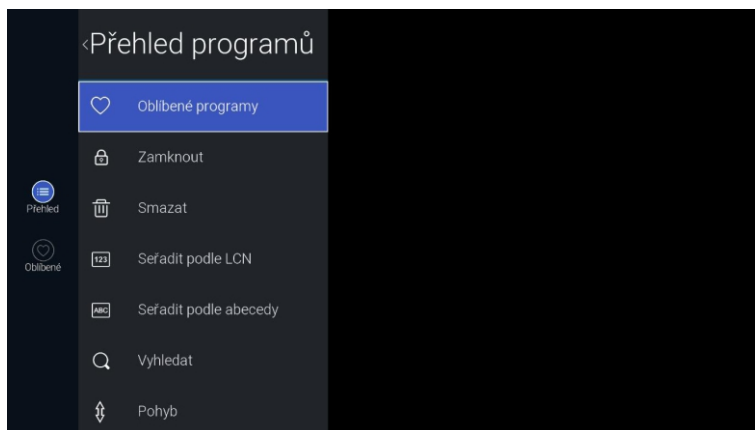 ‹Přehled programů
Oblíbené programy
Zamknout
Přehled
Smazat
Oblíbené
123 Seřadit podle LCN
ABC Seřadit podle abecedy
Vyhledat
Pohyb